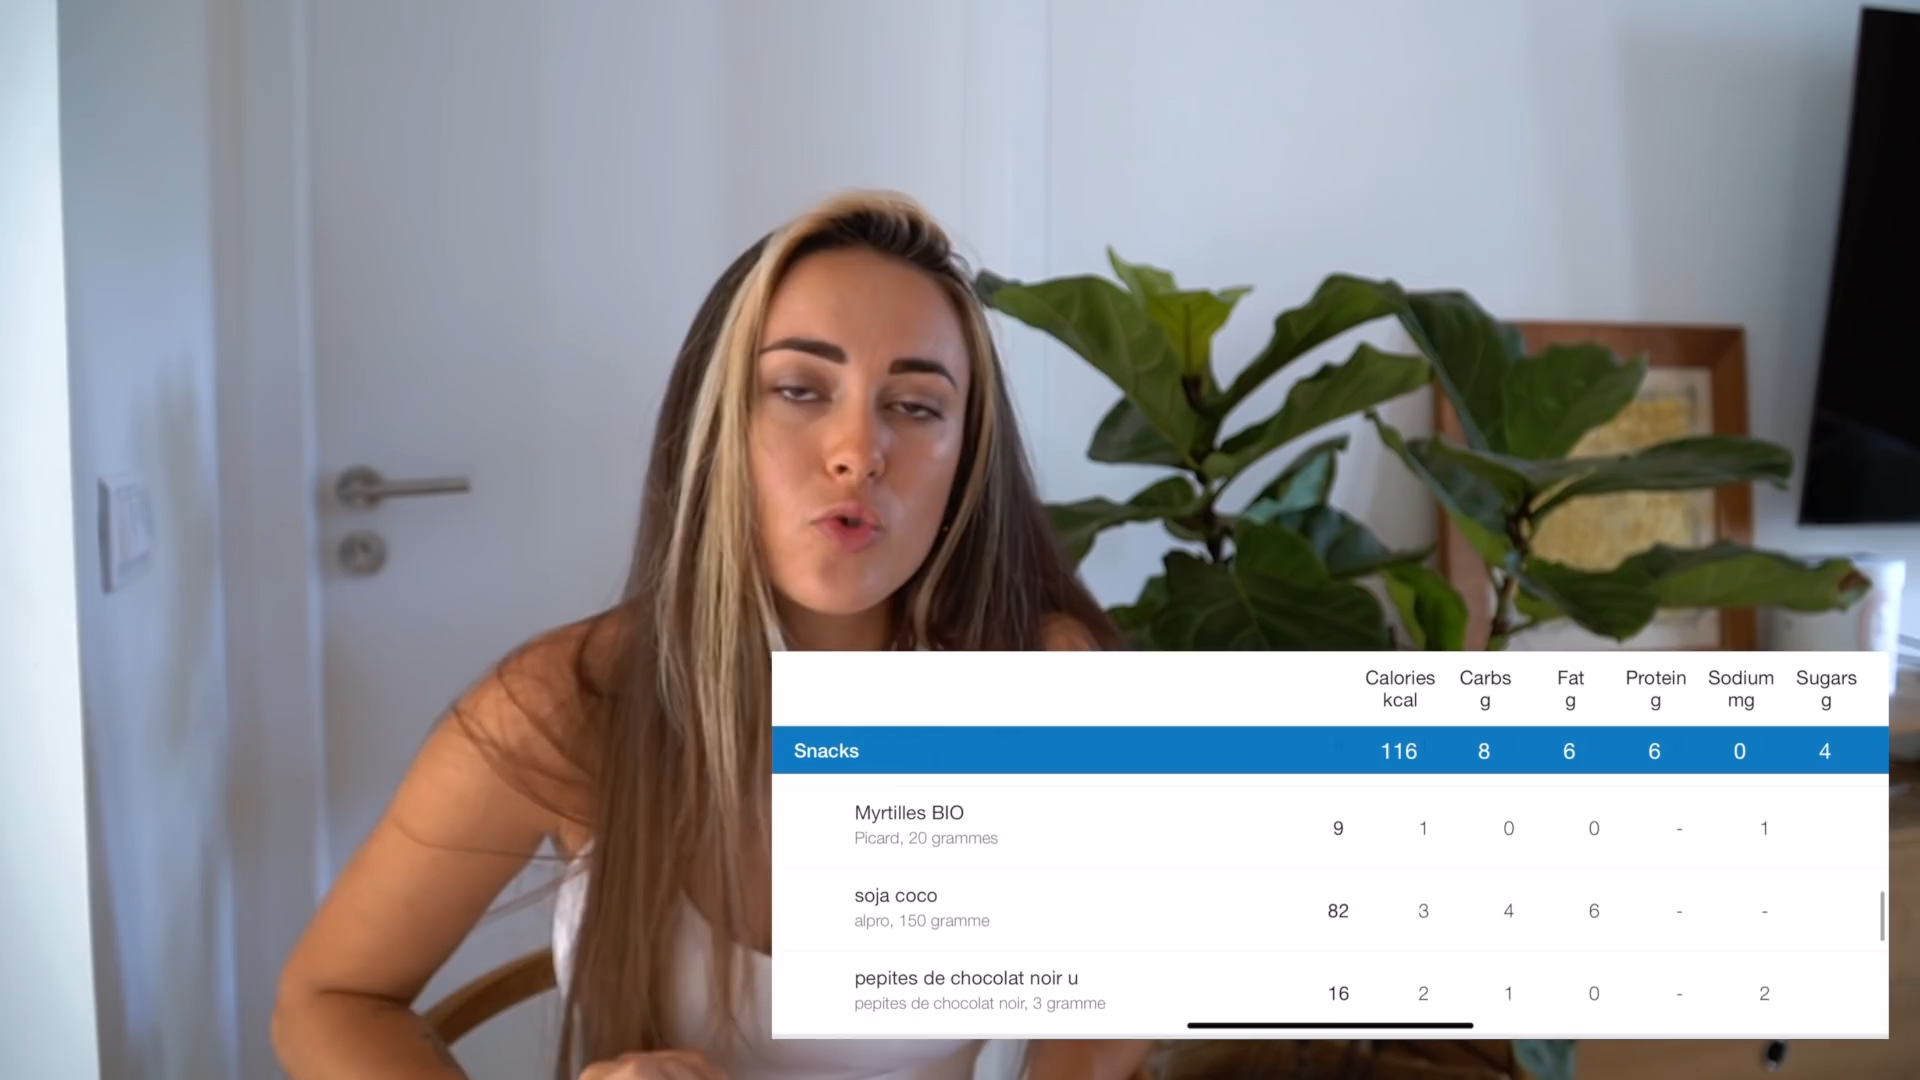 Calories Carbs Fat Protein Sodium Sugars
kcal g g g mg g
Snacks 116 8 6 6 0 4
Myrtilles BIO
Picard, 20 grammes
9 1 0 0 - 1
soja coco
alpro, 150 gramme
82 3 4 6 - -
pepites de chocolat noir u
pepites de chocolat noir, 3 gramme
16 2 1 0 - 2